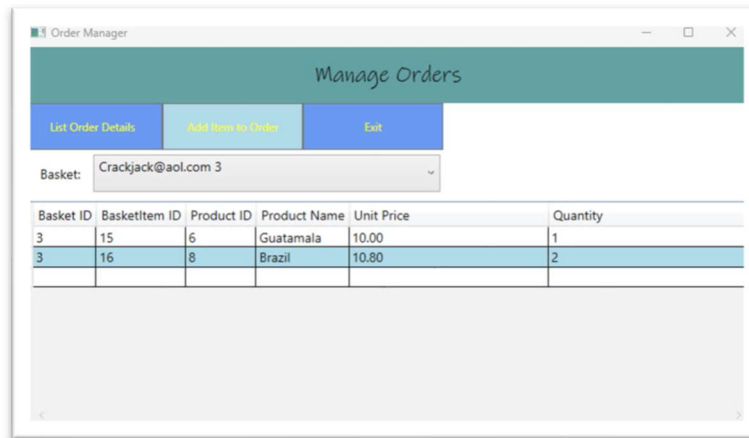 Order Manager
Manage Orders
List Order Details Add Item to Order Exit
Basket: Crackjack@aol.com 3
Basket ID BasketItem ID Product ID Product Name Unit Price Quantity
3 15 6 Guatamala 10.00 1
3 16 8 Brazil 10.80 2